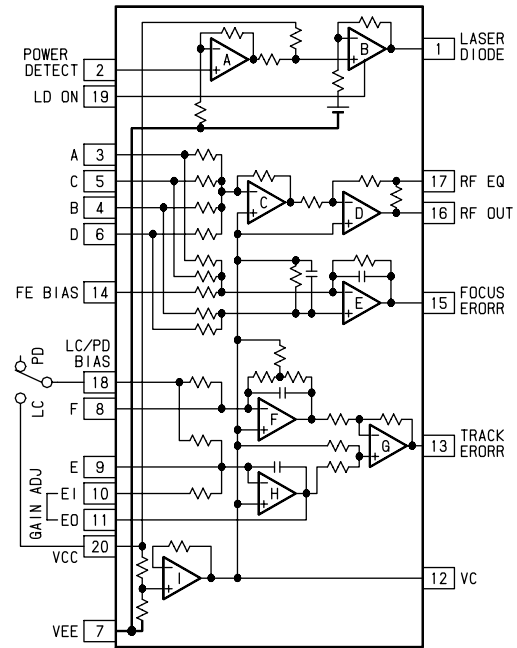 POWER
DETECT 2
LD ON 19
A 3
C 5
B 4
D 6
FE BIAS 14
LC/PD
BIAS
18
F 8
E 9
EI 10
EO 11
20
VCC
VEE 7
PD
LC
GAIN ADJ
A
B
C
D
E
F
G
H
I
1 LASER
DIODE
17 RF EQ
16 RF OUT
15 FOCUS
ERORR
13 TRACK
ERORR
12 VC